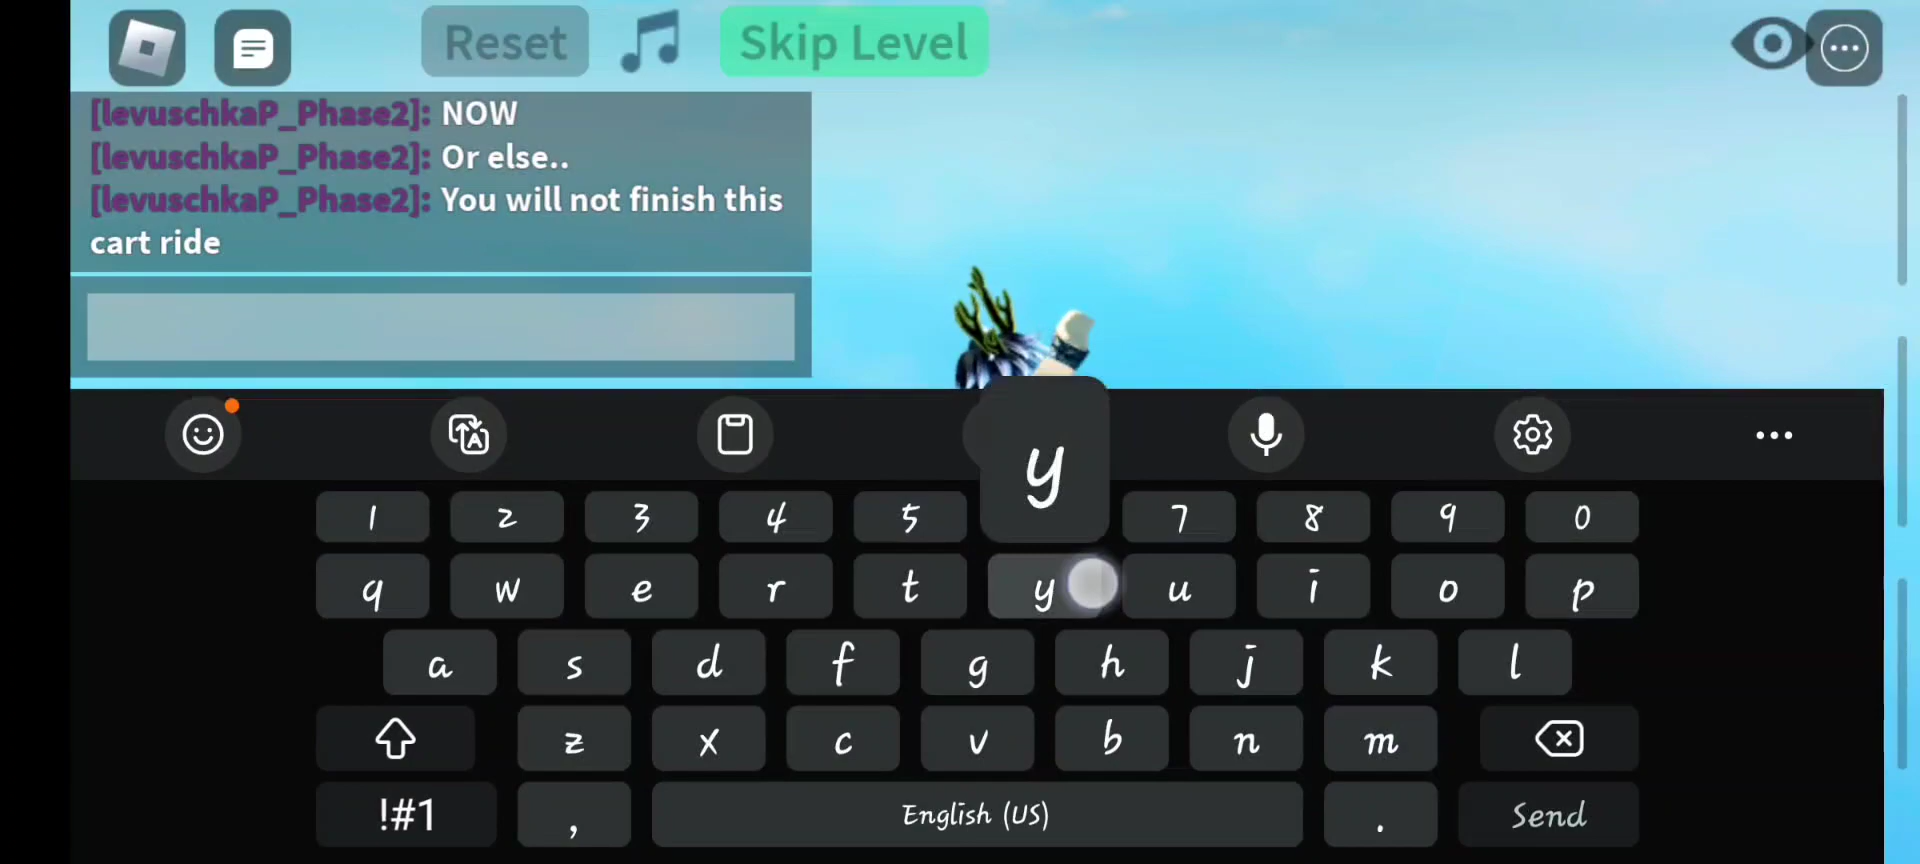 Reset
Skip Level
[levuschkaP_Phase2]: NOW
[levuschkaP_Phase2]: Or else..
[levuschkaP_Phase2]: You will not finish this
cart ride
y
1 2 3 4 5 7 8 9 0
q w e r t y u i o p
a s d f g h j k l
z x c v b n m
!#1 , English (US) . Send